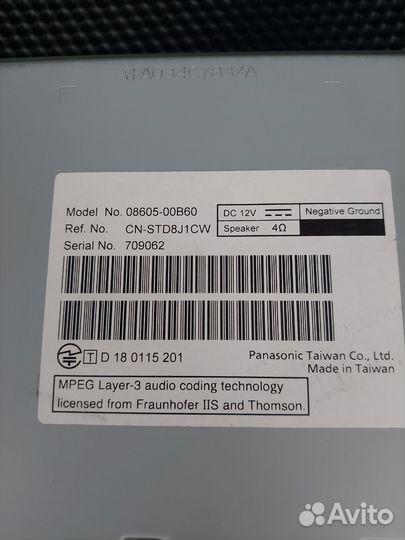 YFA034C783ZA
Model No. 08605-00B60
DC 12V
Negative Ground
Ref. No. CN-STD8J1CW
Speaker 4Ω
Serial No. 709062
T D 18 0115 201
Panasonic Taiwan Co., Ltd.
Made in Taiwan
MPEG Layer-3 audio coding technology
licensed from Fraunhofer IIS and Thomson.
Avito